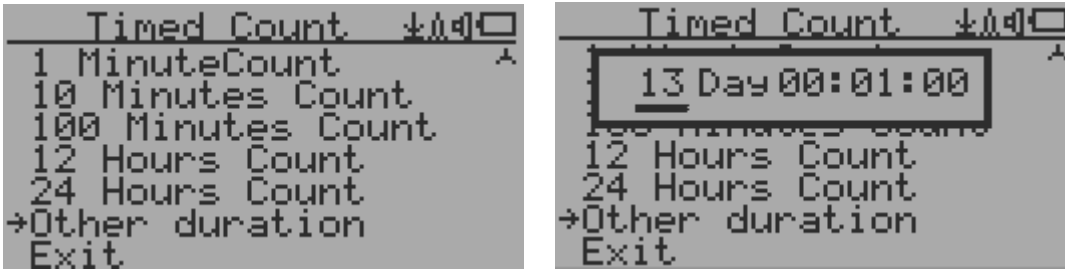 Timed Count
1 MinuteCount
10 Minutes Count
100 Minutes Count
12 Hours Count
24 Hours Count
→Other duration
Exit
Timed Count
13 Day 00:01:00
12 Hours Count
24 Hours Count
→Other duration
Exit